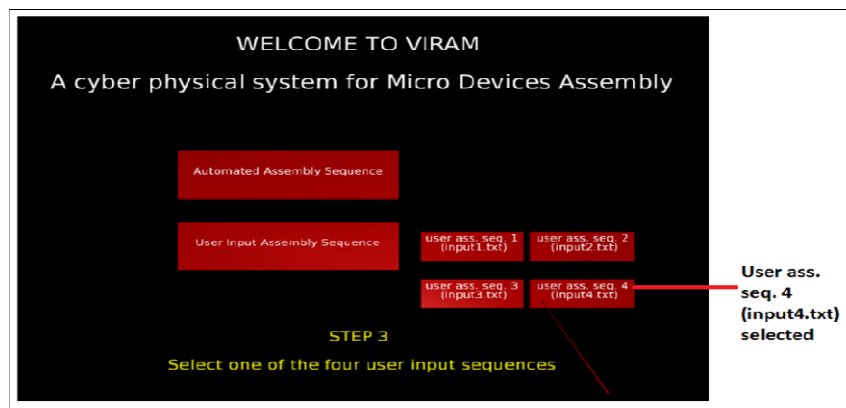 WELCOME TO VIRAM
A cyber physical system for Micro Devices Assembly
Automated Assembly Sequence
User Input Assembly Sequence
user ass. seq. 1
(input1.txt)
user ass. seq. 2
(input2.txt)
user ass. seq. 3
(input3.txt)
user ass. seq. 4
(input4.txt)
User ass.
seq. 4
(input4.txt)
selected
STEP 3
Select one of the four user input sequences